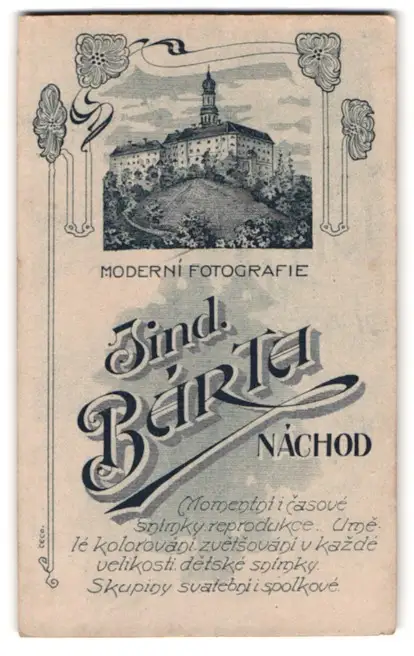 MODERNÍ FOTOGRAFIE
Jind.
BÁRTA
NÁCHOD
Momentní i časové
snímky, reprodukce. Umě-
lé kolorování, zvětšování v každé
velikosti, dětské snímky.
Skupiny svatební i spolkové.